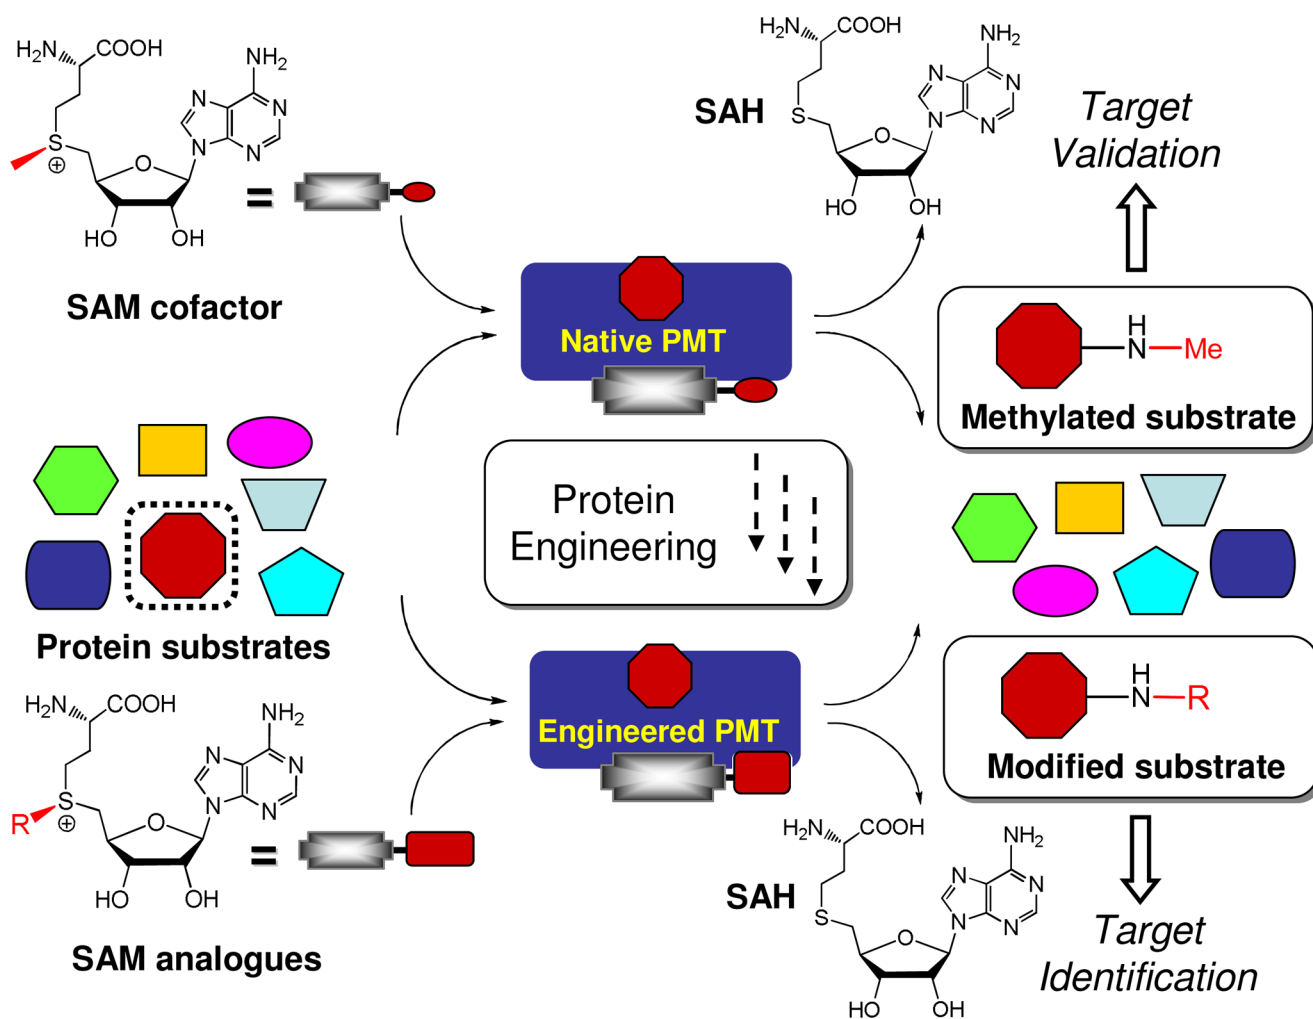 H₂N
COOH
NH₂
N
N
N
N
S
⊕
O
HO
OH
=
SAM cofactor
SAH
H₂N
COOH
NH₂
N
N
N
N
S
O
HO
OH
Target
Validation
Native PMT
H
N
Me
Methylated substrate
Protein
Engineering
Protein substrates
Engineered PMT
H
N
R
Modified substrate
H₂N
COOH
NH₂
N
N
N
N
S
R
⊕
O
HO
OH
=
SAM analogues
SAH
H₂N
COOH
NH₂
N
N
N
N
S
O
HO
OH
Target
Identification